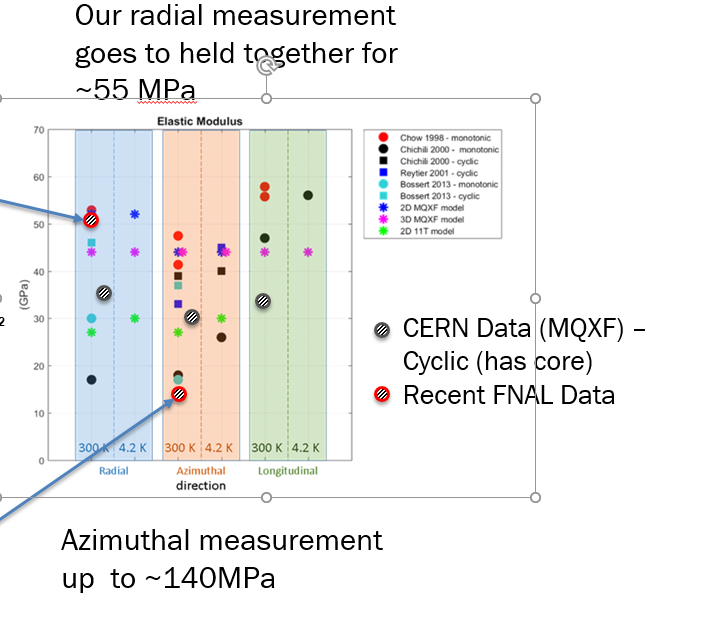 Our radial measurement
goes to held together for
~55 MPa
Elastic Modulus
70
60
50
40
30
20
10
0
(GPa)
300 K 4.2 K
300 K 4.2 K
300 K 4.2 K
Radial
Azimuthal
Longitudinal
direction
Chow 1998 - monotonic
Chichili 2000 - monotonic
Chichili 2000 - cyclic
Reytier 2001 - cyclic
Bossert 2013 - monotonic
Bossert 2013 - cyclic
2D MQXF model
3D MQXF model
2D 11T model
2
CERN Data (MQXF) –
Cyclic (has core)
Recent FNAL Data
Azimuthal measurement
up to ~140MPa